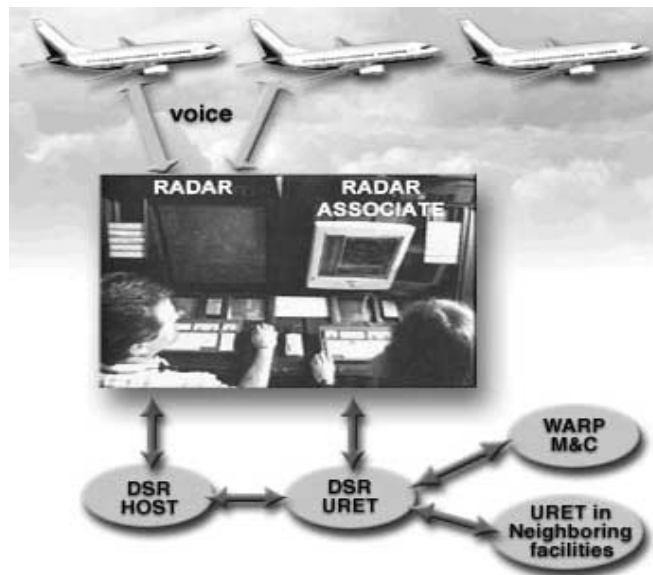 voice
RADAR
RADAR
ASSOCIATE
DSR
HOST
DSR
URET
WARP
M&C
URET in
Neighboring
facilities